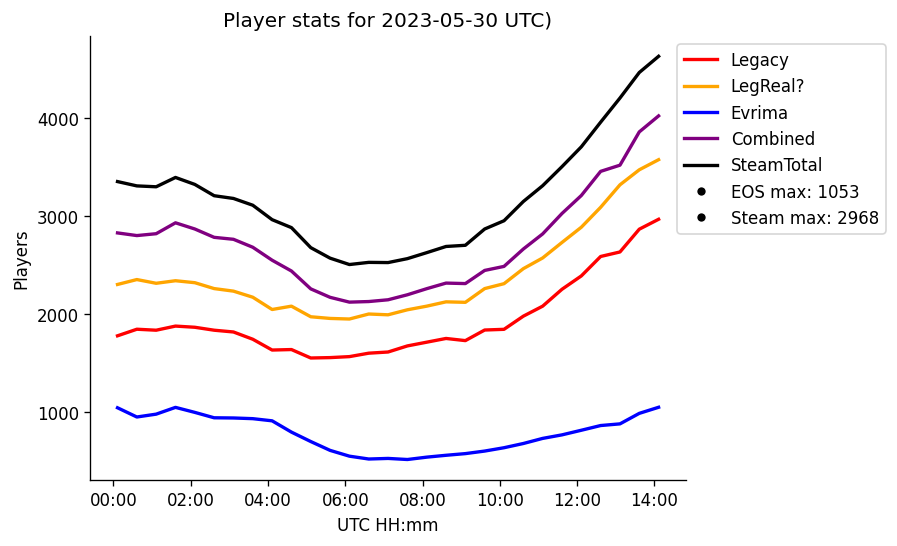 Player stats for 2023-05-30 UTC)
Legacy
LegReal?
Evrima
Combined
SteamTotal
EOS max: 1053
Steam max: 2968
4000
3000
2000
1000
Players
00:00 02:00 04:00 06:00 08:00 10:00 12:00 14:00
UTC HH:mm